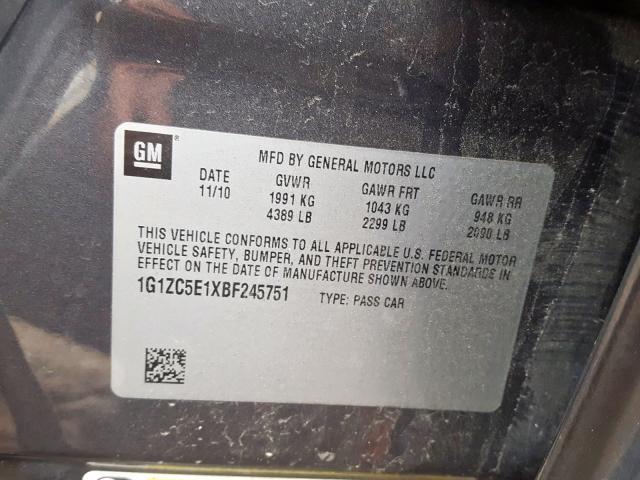 GM
MFD BY GENERAL MOTORS LLC
DATE GVWR GAWR FRT GAWR RR
11/10 1991 KG 1043 KG 948 KG
4389 LB 2299 LB 2090 LB
THIS VEHICLE CONFORMS TO ALL APPLICABLE U.S. FEDERAL MOTOR
VEHICLE SAFETY, BUMPER, AND THEFT PREVENTION STANDARDS IN
EFFECT ON THE DATE OF MANUFACTURE SHOWN ABOVE.
1G1ZC5E1XBF245751 TYPE: PASS CAR